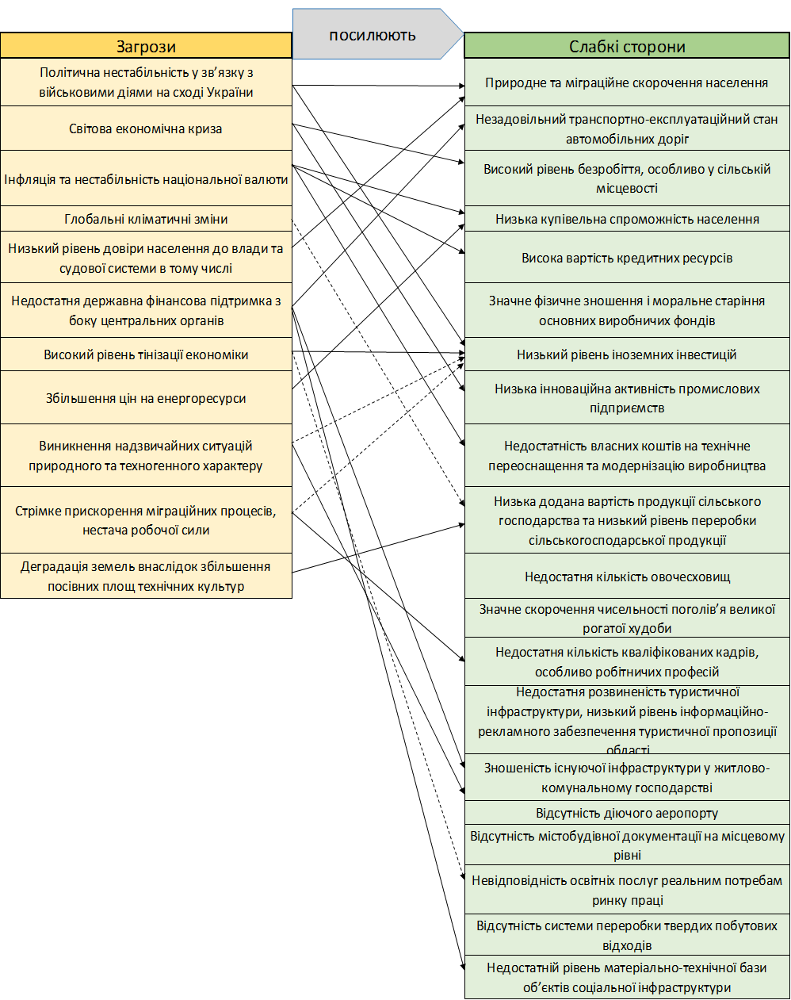 посилюють
Загрози
Політична нестабільність у зв’язку з
військовими діями на сході України
Світова економічна криза
Інфляція та нестабільність національної валюти
Глобальні кліматичні зміни
Низький рівень довіри населення до влади та
судової системи в тому числі
Недостатня державна фінансова підтримка з
боку центральних органів
Високий рівень тінізації економіки
Збільшення цін на енергоресурси
Виникнення надзвичайних ситуацій
природного та техногенного характеру
Стрімке прискорення міграційних процесів,
нестача робочої сили
Деградація земель внаслідок збільшення
посівних площ технічних культур
Слабкі сторони
Природне та міграційне скорочення населення
Незадовільний транспортно-експлуатаційний стан
автомобільних доріг
Високий рівень безробіття, особливо у сільській
місцевості
Низька купівельна спроможність населення
Висока вартість кредитних ресурсів
Значне фізичне зношення і моральне старіння
основних виробничих фондів
Низький рівень іноземних інвестицій
Низька інноваційна активність промислових
підприємств
Недостатність власних коштів на технічне
переоснащення та модернізацію виробництва
Низька додана вартість продукції сільського
господарства та низький рівень переробки
сільськогосподарської продукції
Недостатня кількість овочесховищ
Значне скорочення чисельності поголів’я великої
рогатої худоби
Недостатня кількість кваліфікованих кадрів,
особливо робітничих професій
Недостатня розвиненість туристичної
інфраструктури, низький рівень інформаційно-
рекламного забезпечення туристичної пропозиції
області
Зношеність існуючої інфраструктури у житлово-
комунальному господарстві
Відсутність діючого аеропорту
Відсутність містобудівної документації на місцевому
рівні
Невідповідність освітніх послуг реальним потребам
ринку праці
Відсутність системи переробки твердих побутових
відходів
Недостатній рівень матеріально-технічної бази
об’єктів соціальної інфраструктури